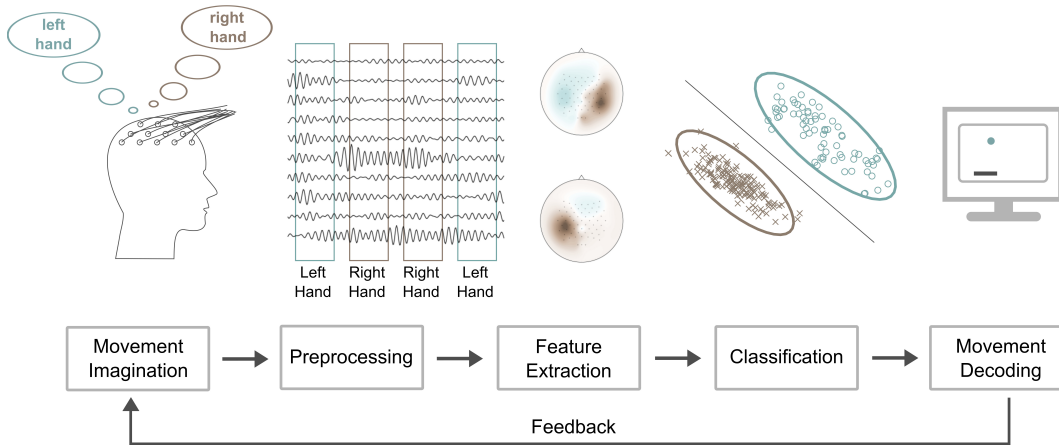 left
hand
right
hand
Left
Hand
Right
Hand
Right
Hand
Left
Hand
Movement
Imagination
Preprocessing
Feature
Extraction
Classification
Movement
Decoding
Feedback